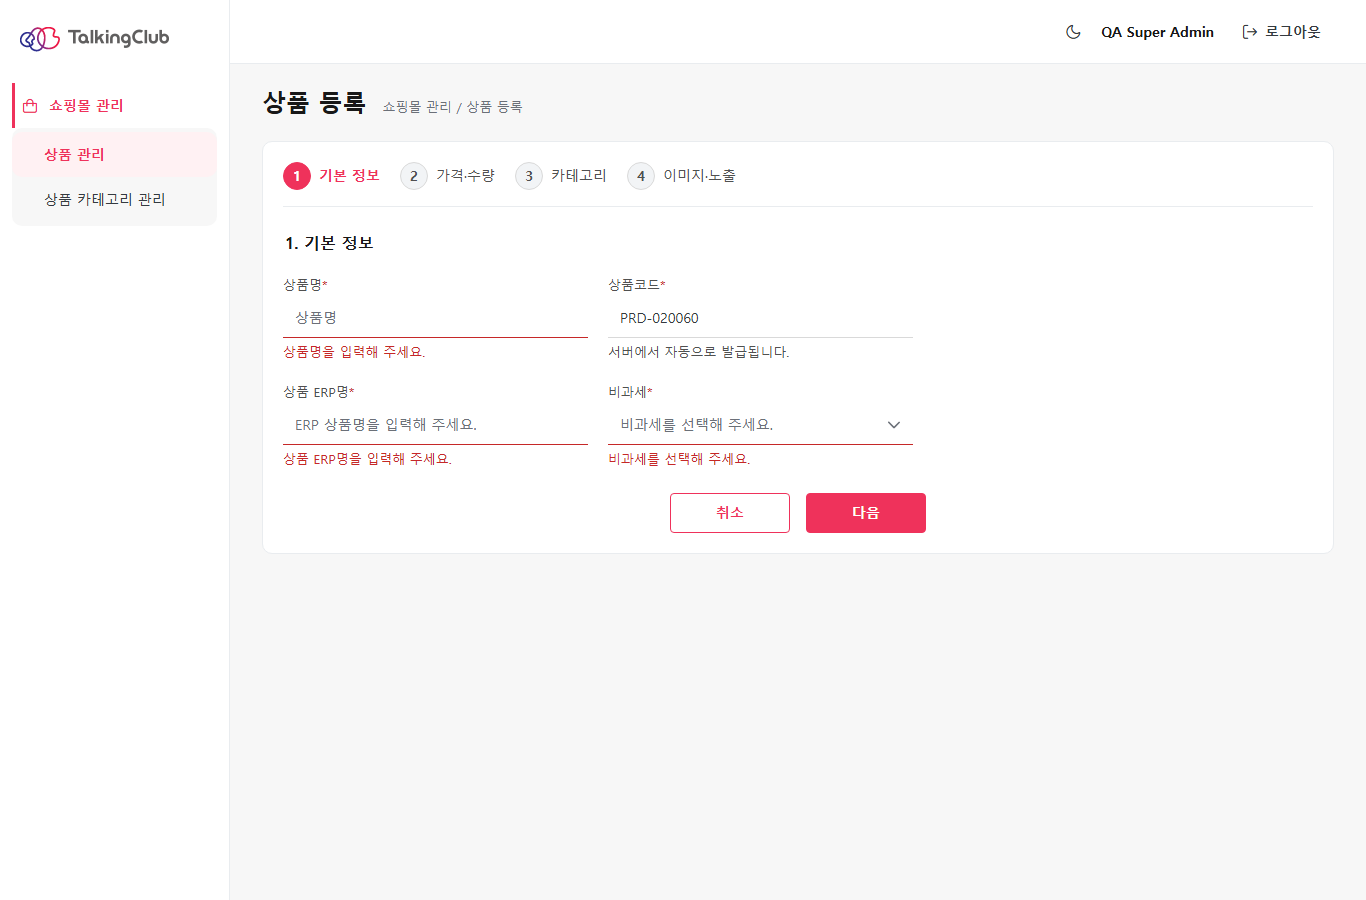 TalkingClub
QA Super Admin
로그아웃
쇼핑몰 관리
상품 관리
상품 카테고리 관리
상품 등록
쇼핑몰 관리 / 상품 등록
1 기본 정보 2 가격·수량 3 카테고리 4 이미지·노출
1. 기본 정보
상품명* 상품코드*
상품명 PRD-020060
상품명을 입력해 주세요. 서버에서 자동으로 발급됩니다.
상품 ERP명* 비과세*
ERP 상품명을 입력해 주세요. 비과세를 선택해 주세요.
상품 ERP명을 입력해 주세요. 비과세를 선택해 주세요.
취소 다음